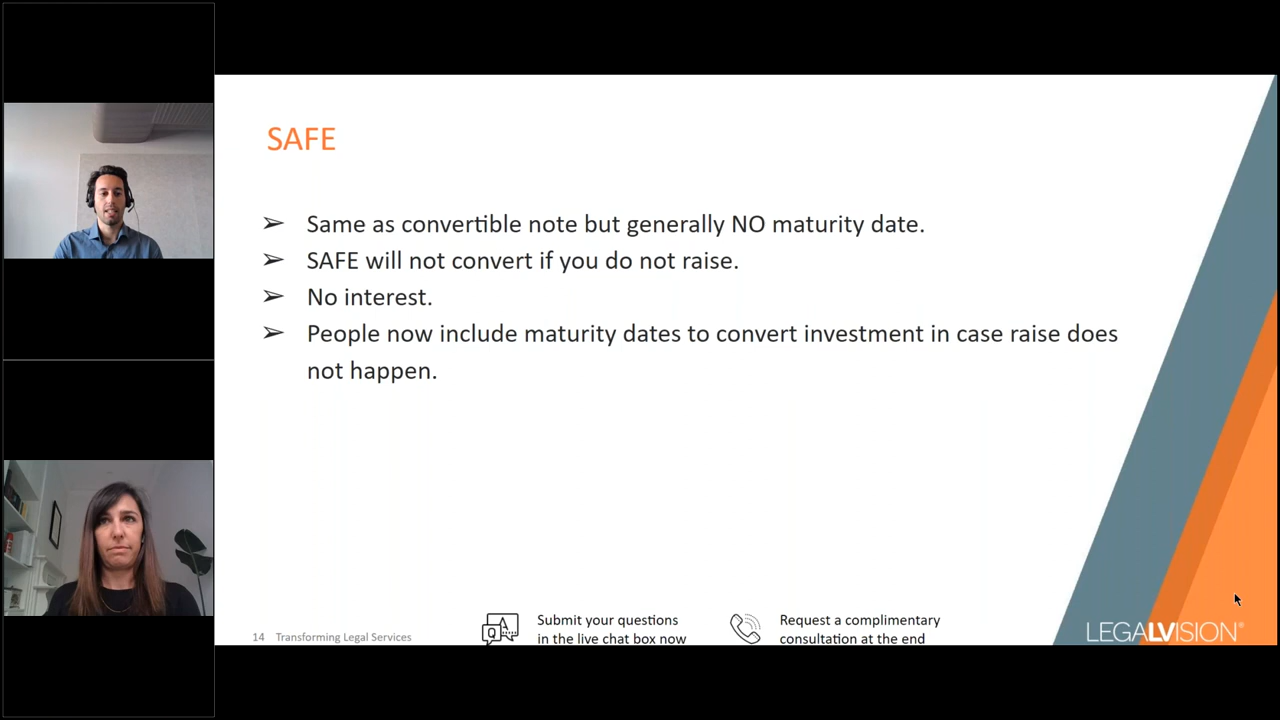 SAFE
➢ Same as convertible note but generally NO maturity date.
➢ SAFE will not convert if you do not raise.
➢ No interest.
➢ People now include maturity dates to convert investment in case raise does
not happen.
14 Transforming Legal Services
Q A
Submit your questions
in the live chat box now
Request a complimentary
consultation at the end
LEGALVISION®